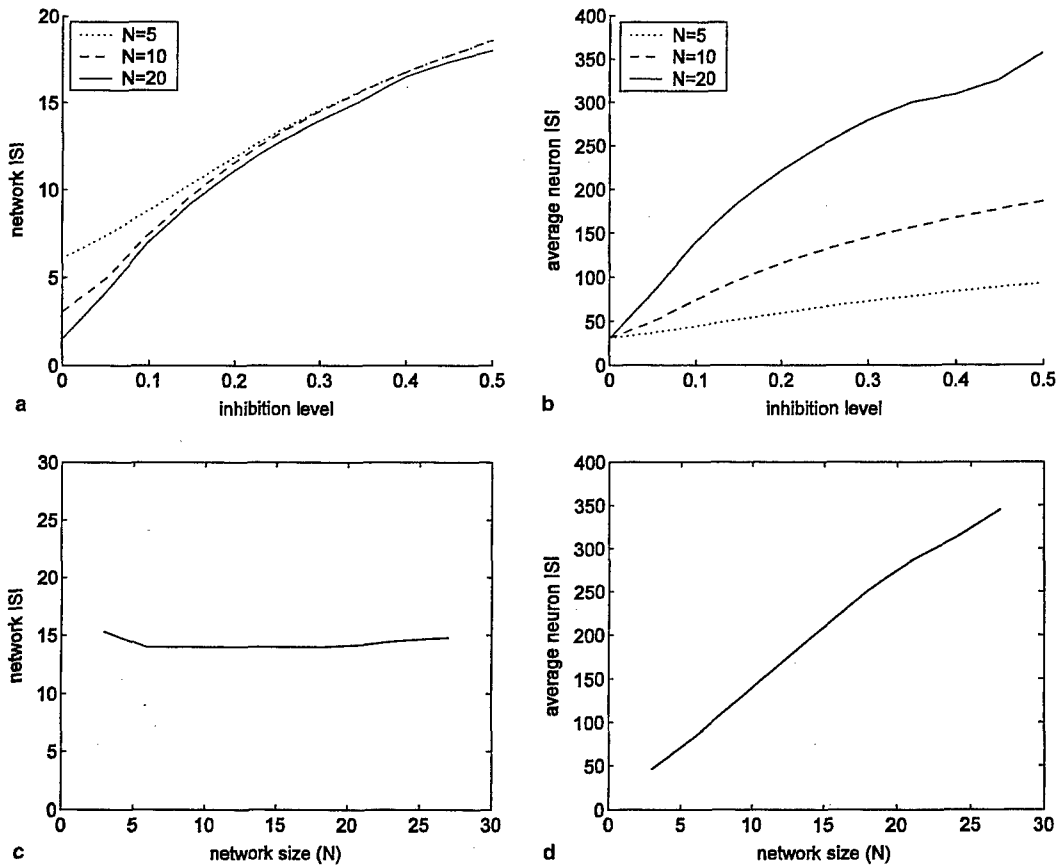 20
15
10
5
0
N=5
N=10
N=20
network ISI
0 0.1 0.2 0.3 0.4 0.5
a
inhibition level
400
350
300
250
200
150
100
50
0
N=5
N=10
N=20
average neuron ISI
0 0.1 0.2 0.3 0.4 0.5
b
inhibition level
30
25
20
15
10
5
0
network ISI
0 5 10 15 20 25 30
c
network size (N)
400
350
300
250
200
150
100
50
0
average neuron ISI
0 5 10 15 20 25 30
d
network size (N)